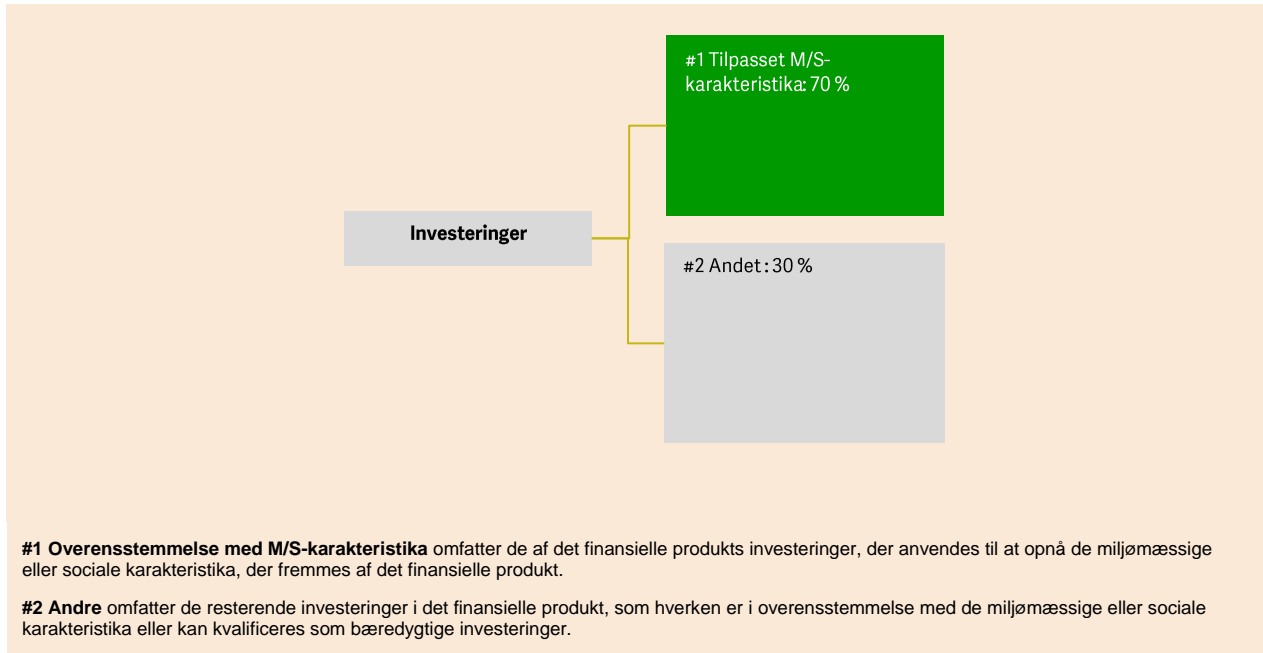 #1 Tilpasset M/S-
karakteristika: 70 %
Investeringer
#2 Andet : 30 %
#1 Overensstemmelse med M/S-karakteristika omfatter de af det finansielle produkts investeringer, der anvendes til at opnå de miljømæssige
eller sociale karakteristika, der fremmes af det finansielle produkt.
#2 Andre omfatter de resterende investeringer i det finansielle produkt, som hverken er i overensstemmelse med de miljømæssige eller sociale
karakteristika eller kan kvalificeres som bæredygtige investeringer.